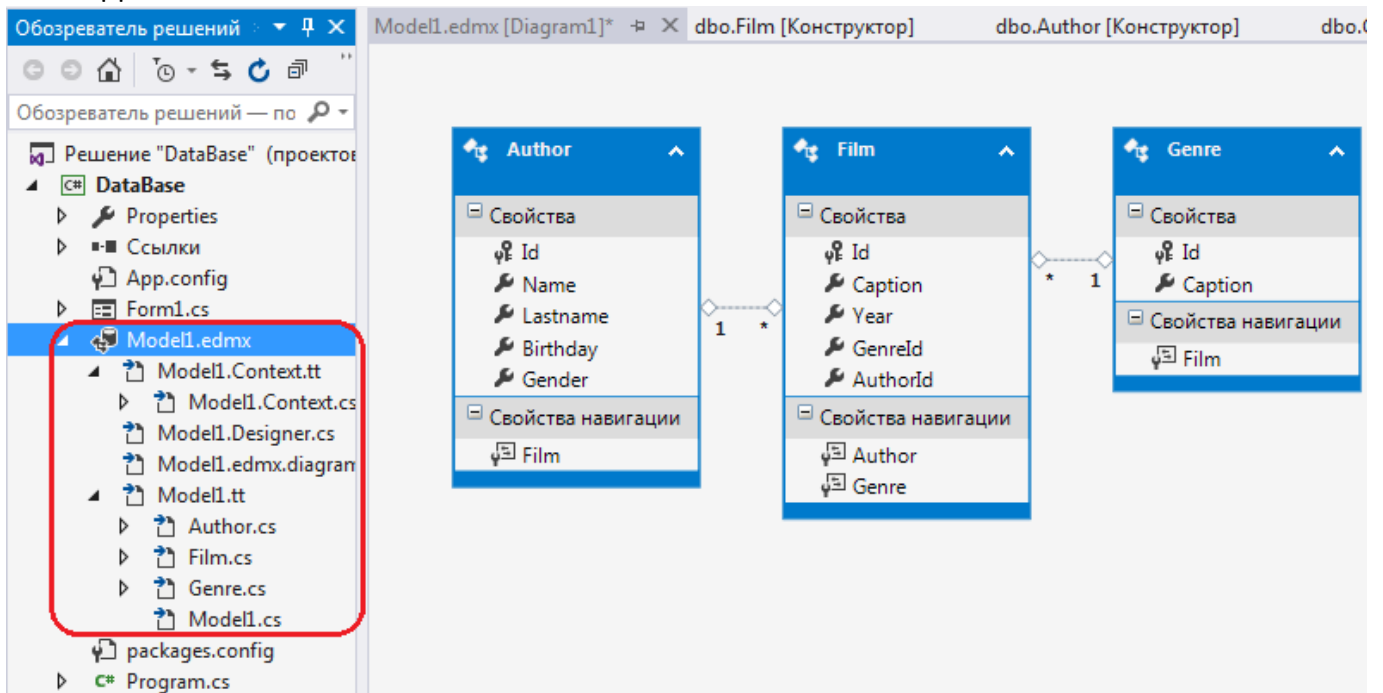 Обозреватель решений
Обозреватель решений — по
Решение "DataBase" (проектов
C# DataBase
Properties
Ссылки
App.config
Form1.cs
Model1.edmx
Model1.Context.tt
Model1.Context.cs
Model1.Designer.cs
Model1.edmx.diagram
Model1.tt
Author.cs
Film.cs
Genre.cs
Model1.cs
packages.config
C# Program.cs
Model1.edmx [Diagram1]* dbo.Film [Конструктор] dbo.Author [Конструктор]
Author
Свойства
Id
Name
Lastname
Birthday
Gender
Свойства навигации
Film
1 *
Film
Свойства
Id
Caption
Year
GenreId
AuthorId
Свойства навигации
Author
Genre
* 1
Genre
Свойства
Id
Caption
Свойства навигации
Film